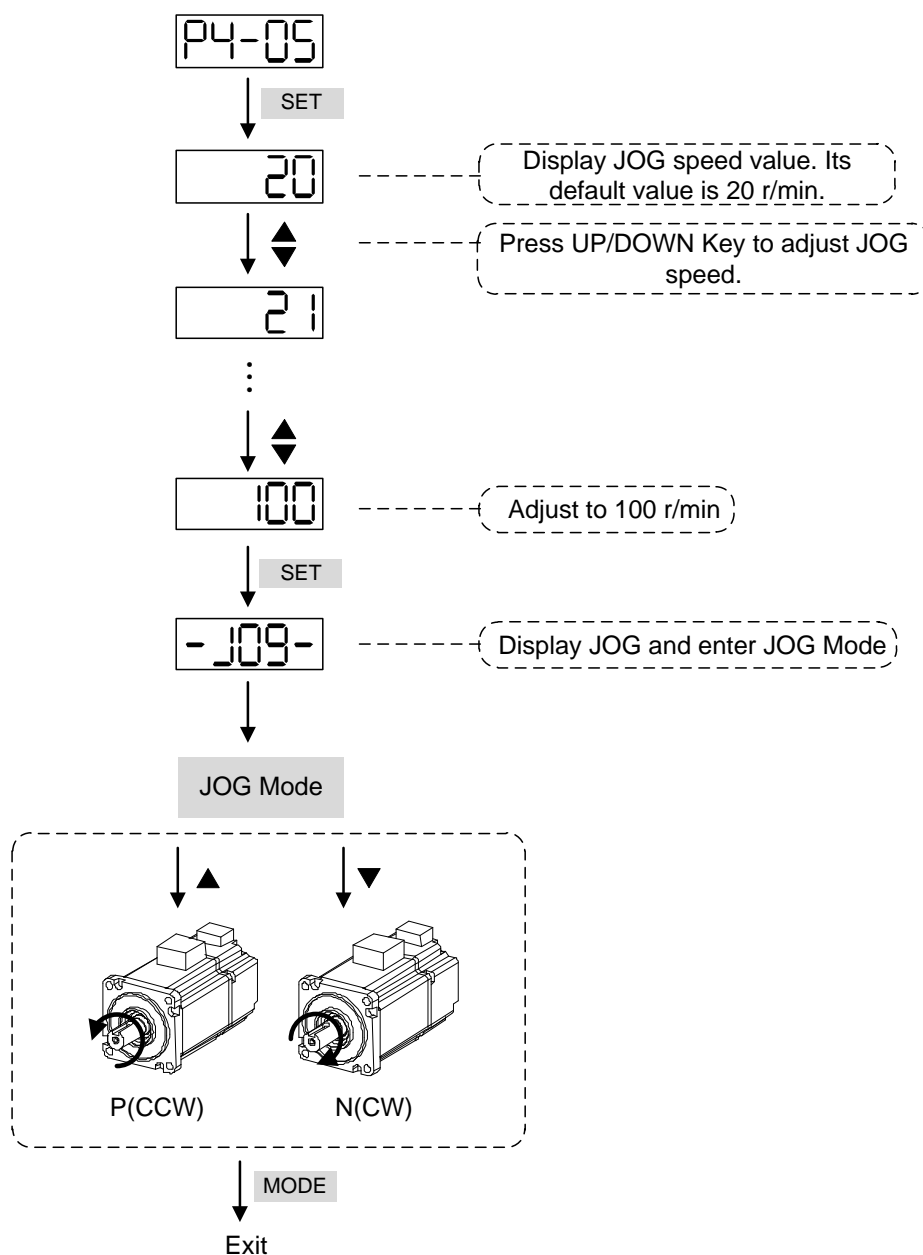 P4-05
SET
20
Display JOG speed value. Its
default value is 20 r/min.
Press UP/DOWN Key to adjust JOG
speed.
21
100
Adjust to 100 r/min
SET
-JOG-
Display JOG and enter JOG Mode
JOG Mode
P(CCW)
N(CW)
MODE
Exit